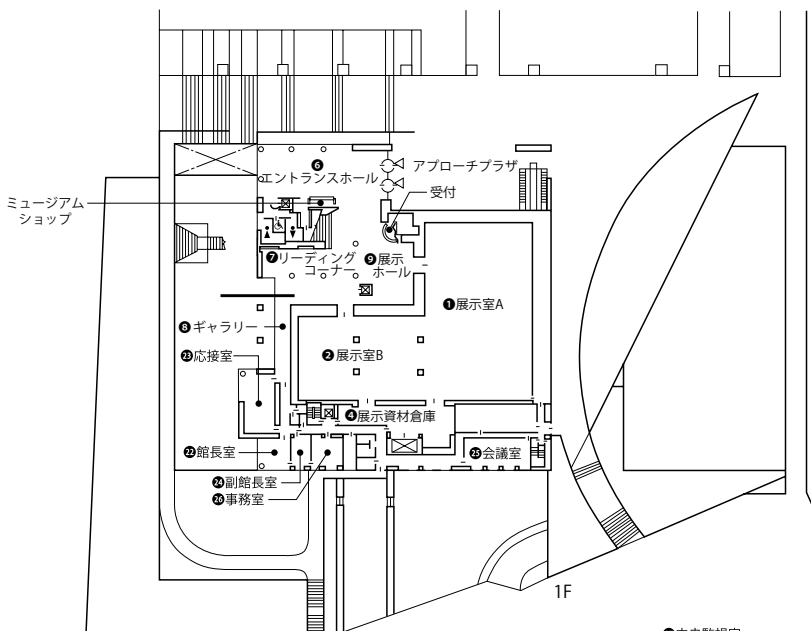 ❻
エントランスホール
アプローチプラザ
受付
ミュージアム
ショップ
❼リーディング
コーナー
❾展示
ホール
❶展示室A
❽ギャラリー
❷展示室B
㉓応接室
❹展示資材倉庫
㉒館長室
㉕会議室
㉔副館長室
㉖事務室
1F